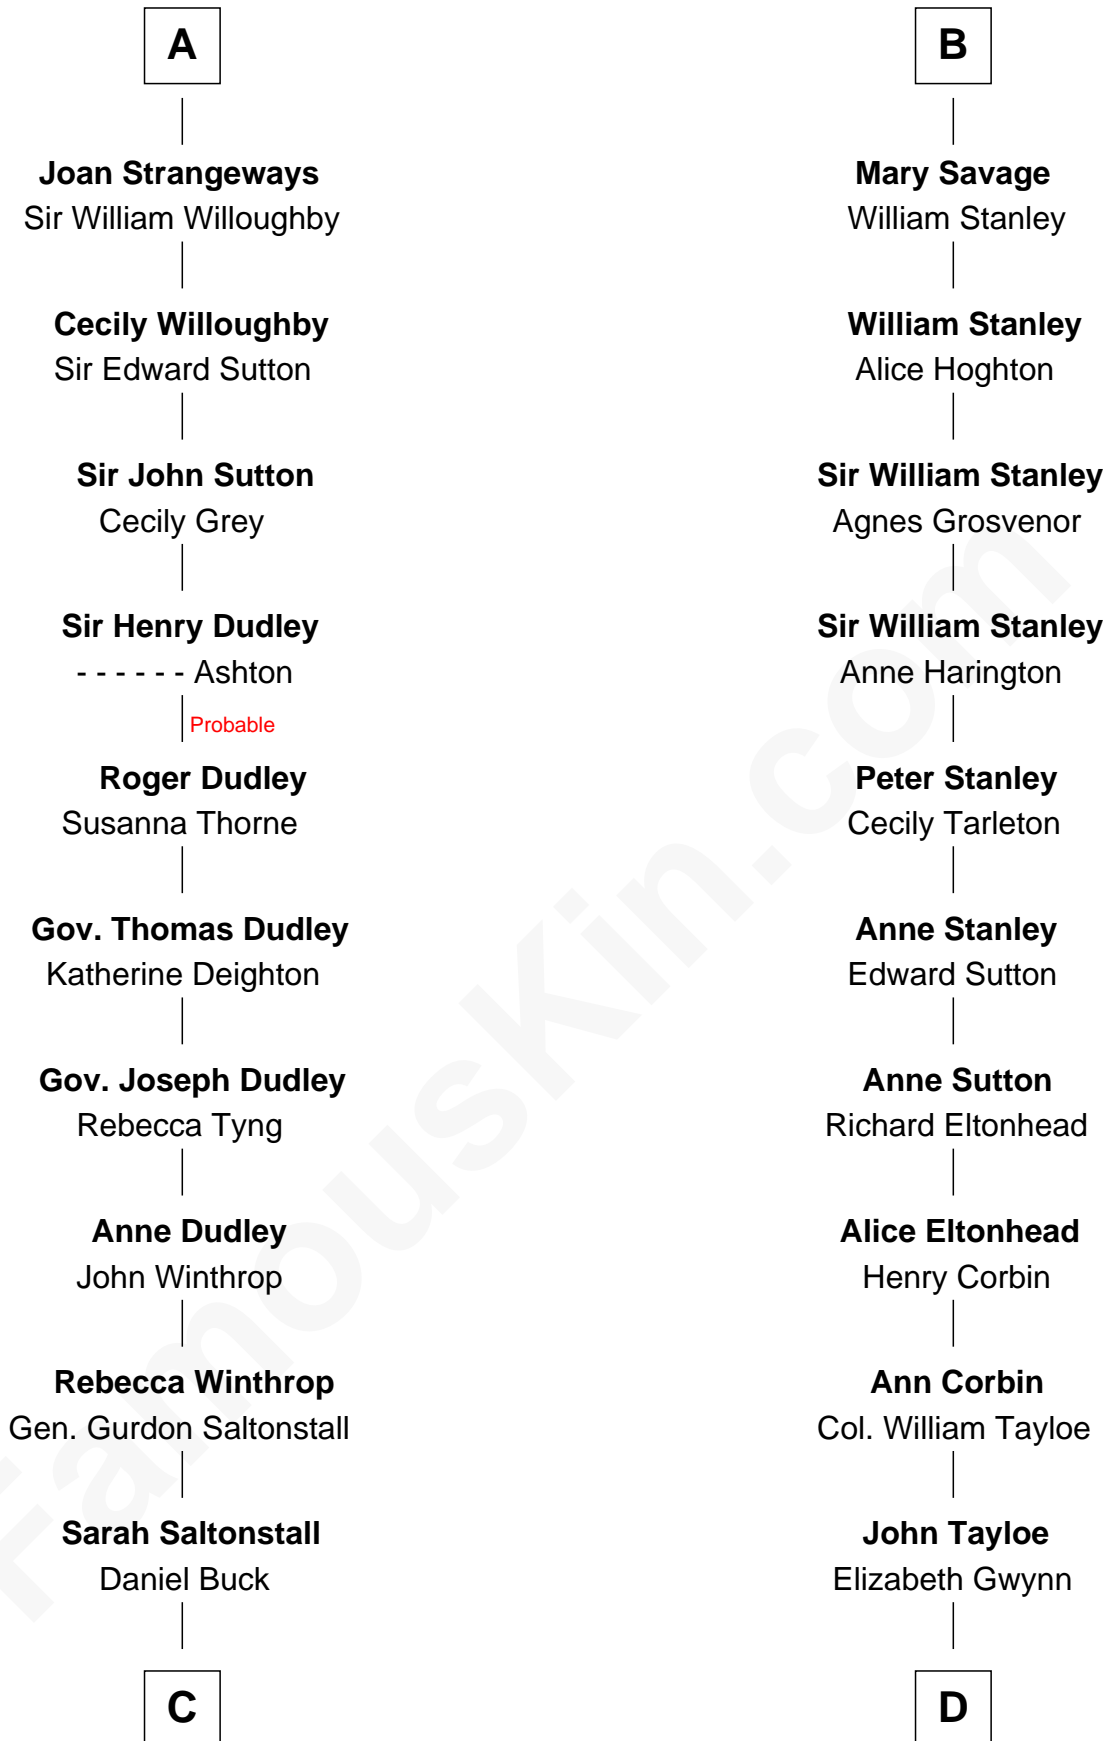 A
Joan Strangeways
Sir William Willoughby
Cecily Willoughby
Sir Edward Sutton
Sir John Sutton
Cecily Grey
Sir Henry Dudley
- - - - - - Ashton
Probable
Roger Dudley
Susanna Thorne
Gov. Thomas Dudley
Katherine Deighton
Gov. Joseph Dudley
Rebecca Tyng
Anne Dudley
John Winthrop
Rebecca Winthrop
Gen. Gurdon Saltonstall
Sarah Saltonstall
Daniel Buck
C
B
Mary Savage
William Stanley
William Stanley
Alice Hoghton
Sir William Stanley
Agnes Grosvenor
Sir William Stanley
Anne Harington
Peter Stanley
Cecily Tarleton
Anne Stanley
Edward Sutton
Anne Sutton
Richard Eltonhead
Alice Eltonhead
Henry Corbin
Ann Corbin
Col. William Tayloe
John Tayloe
Elizabeth Gwynn
D
FamousKin.com